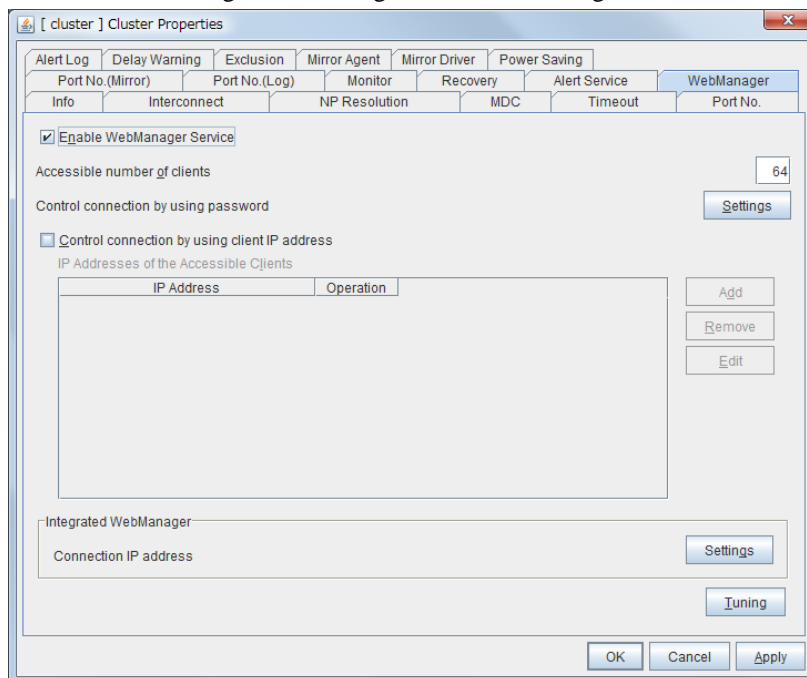 [ cluster ] Cluster Properties
Alert Log Delay Warning Exclusion Mirror Agent Mirror Driver Power Saving
Port No.(Mirror) Port No.(Log) Monitor Recovery Alert Service WebManager
Info Interconnect NP Resolution MDC Timeout Port No.
Enable WebManager Service
Accessible number of clients 64
Control connection by using password Settings
Control connection by using client IP address
IP Addresses of the Accessible Clients
IP Address Operation
Add
Remove
Edit
Integrated WebManager
Connection IP address Settings
Tuning
OK Cancel Apply